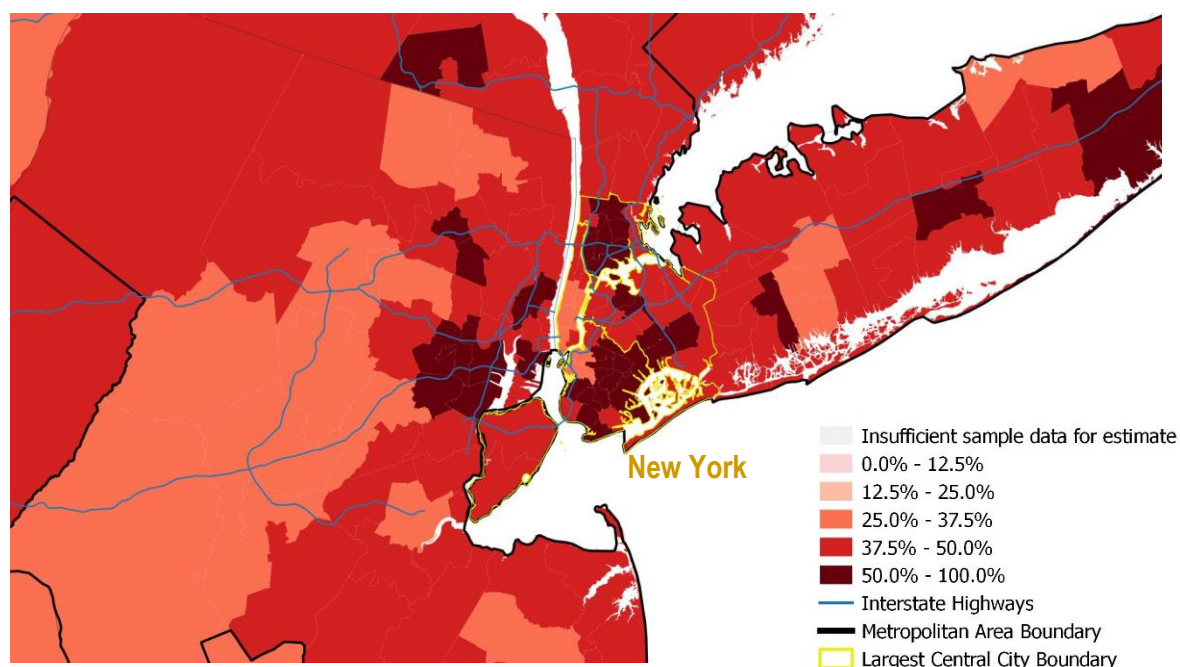 New York
Insufficient sample data for estimate
0.0% - 12.5%
12.5% - 25.0%
25.0% - 37.5%
37.5% - 50.0%
50.0% - 100.0%
Interstate Highways
Metropolitan Area Boundary
Largest Central City Boundary